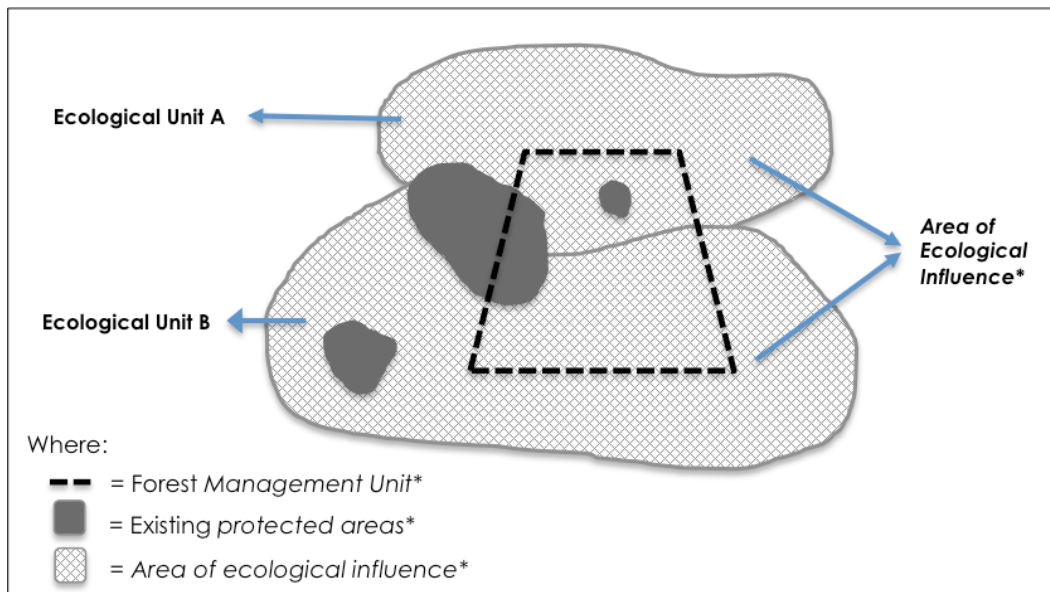 Ecological Unit A
Area of
Ecological
Influence*
Ecological Unit B
Where:
= Forest Management Unit*
= Existing protected areas*
= Area of ecological influence*